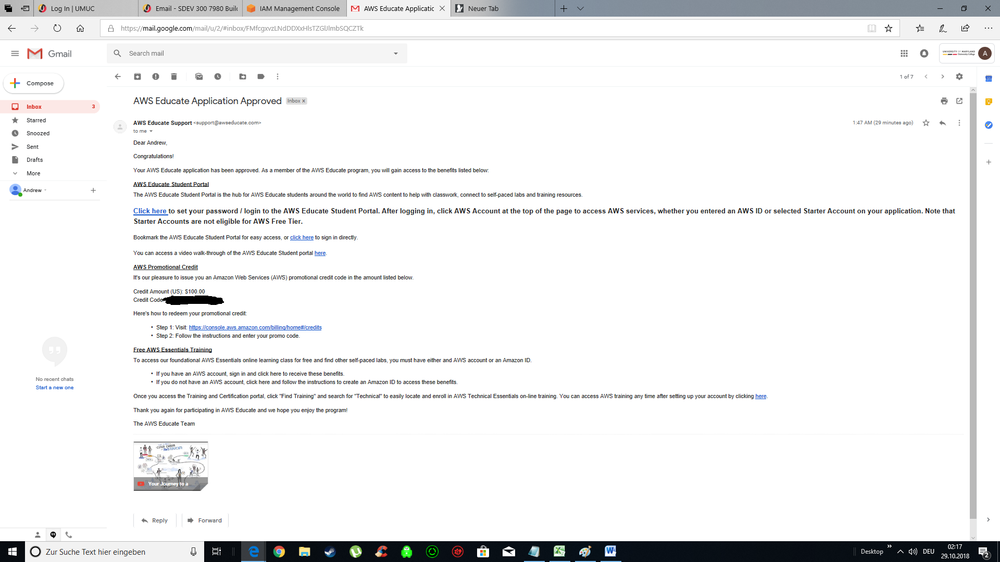 Log In | UMUC
Email - SDEV 300 7980 Buil
IAM Management Console
AWS Educate Applicatic
Neuer Tab
https://mail.google.com/mail/u/2/#inbox/FMfcgxvzLNdDDXxHlsTZGlJlmbSQCZTk
Gmail
Search mail
UNIVERSITY OF MARYLAND
University College
A
Compose
1 of 7
31
Inbox 3
Starred
Snoozed
Sent
Drafts
More
Andrew
No recent chats
Start a new one
AWS Educate Application Approved Inbox x
AWS Educate Support <support@awseducate.com>
1:47 AM (29 minutes ago)
to me
Dear Andrew,
Congratulations!
Your AWS Educate application has been approved. As a member of the AWS Educate program, you will gain access to the benefits listed below:
AWS Educate Student Portal
The AWS Educate Student Portal is the hub for AWS Educate students around the world to find AWS content to help with classwork, connect to self-paced labs and training resources.
Click here to set your password / login to the AWS Educate Student Portal. After logging in, click AWS Account at the top of the page to access AWS services, whether you entered an AWS ID or selected Starter Account on your application. Note that
Starter Accounts are not eligible for AWS Free Tier.
Bookmark the AWS Educate Student Portal for easy access, or click here to sign in directly.
You can access a video walk-through of the AWS Educate Student portal here.
AWS Promotional Credit
It's our pleasure to issue you an Amazon Web Services (AWS) promotional credit code in the amount listed below.
Credit Amount (US): $100.00
Credit Code
Here's how to redeem your promotional credit:
• Step 1: Visit: https://console.aws.amazon.com/billing/home#/credits
• Step 2: Follow the instructions and enter your promo code.
Free AWS Essentials Training
To access our foundational AWS Essentials online learning class for free and find other self-paced labs, you must have either and AWS account or an Amazon ID.
• If you have an AWS account, sign in and click here to receive these benefits.
• If you do not have an AWS account, click here and follow the instructions to create an Amazon ID to access these benefits.
Once you access the Training and Certification portal, click "Find Training" and search for "Technical" to easily locate and enroll in AWS Technical Essentials on-line training. You can access AWS training any time after setting up your account by clicking here.
Thank you again for participating in AWS Educate and we hope you enjoy the program!
The AWS Educate Team
CLOUD CAREER
AWS EDUCATE
Your Journey to a
Reply
Forward
Zur Suche Text hier eingeben
Desktop
DEU
02:17
29.10.2018
2